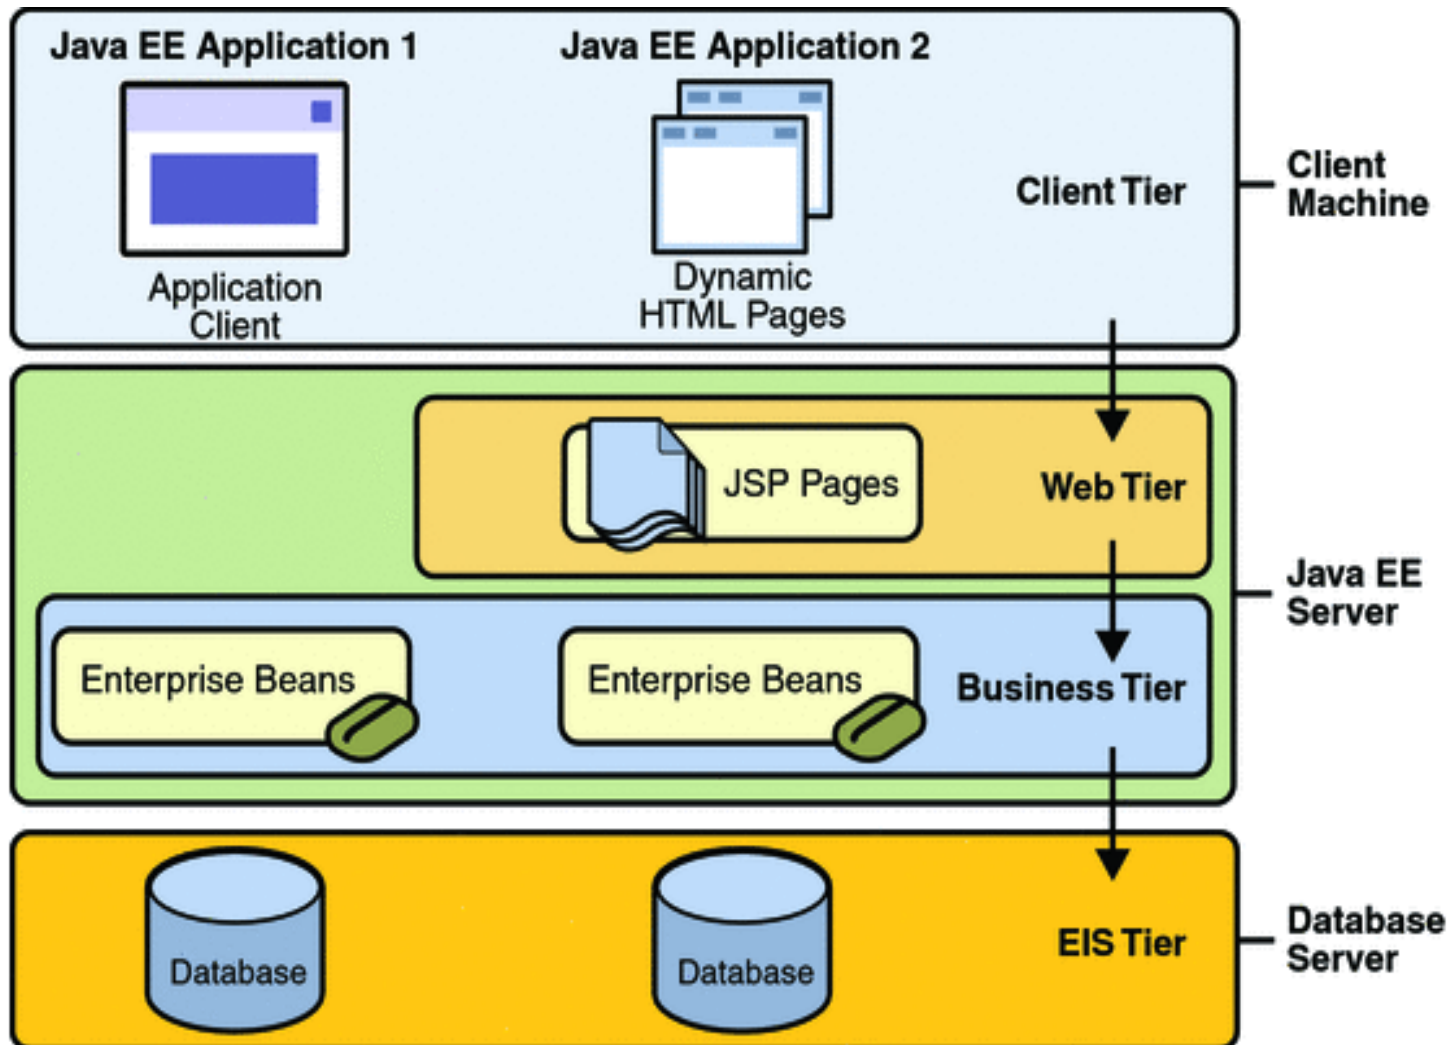 Java EE Application 1
Java EE Application 2
Application
Client
Dynamic
HTML Pages
Client Tier
Client
Machine
JSP Pages
Web Tier
Java EE
Server
Enterprise Beans
Enterprise Beans
Business Tier
Database
Database
EIS Tier
Database
Server